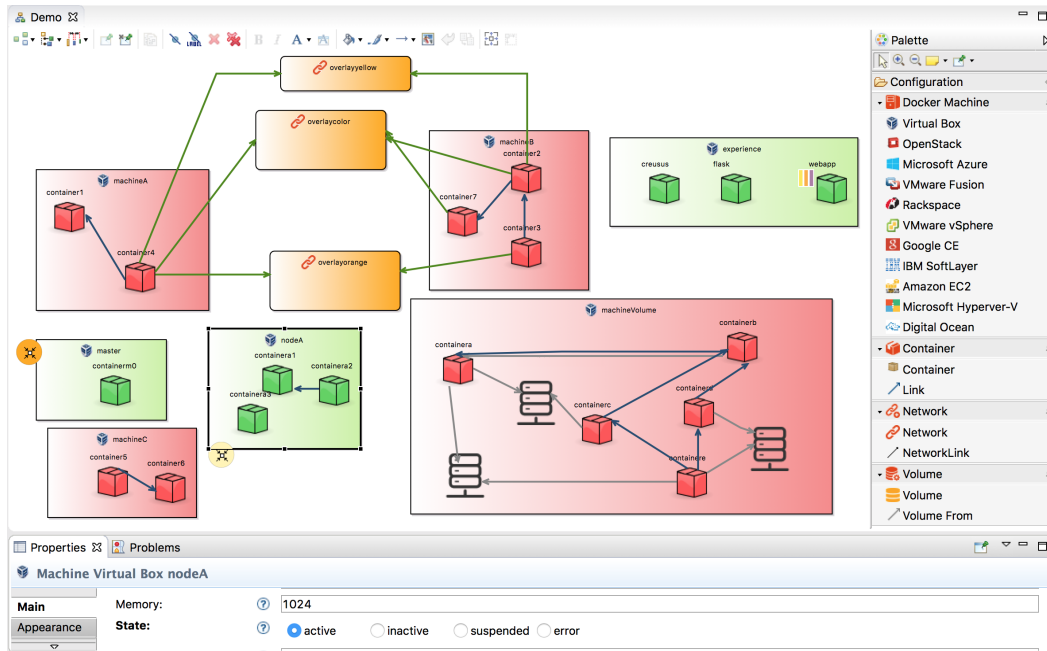 Demo
LABEL
B I A
Palette
Configuration
Docker Machine
Virtual Box
OpenStack
Microsoft Azure
VMware Fusion
Rackspace
VMware vSphere
Google CE
IBM SoftLayer
Amazon EC2
Microsoft Hyperver-V
Digital Ocean
Container
Container
Link
Network
Network
NetworkLink
Volume
Volume
Volume From
overlayyellow
overlaycolor
overlayorange
machineA
container1
container4
machineB
container2
container7
container3
experience
creusus
flask
webapp
master
containerm0
nodeA
containera1
containera2
containera3
machineC
container5
container6
machineVolume
containera
containerb
containerc
containere
Properties
Problems
Machine Virtual Box nodeA
Main
Appearance
Memory:
? 1024
State:
? active inactive suspended error